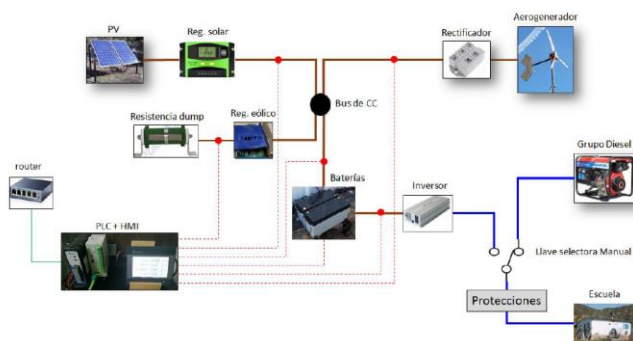 PV
Reg. solar
Rectificador
Aerogenerador
Bus de CC
Resistencia dump
Reg. eólico
Grupo Diesel
router
Baterías
Inversor
PLC + HMI
Llave selectora Manual
Protecciones
Escuela